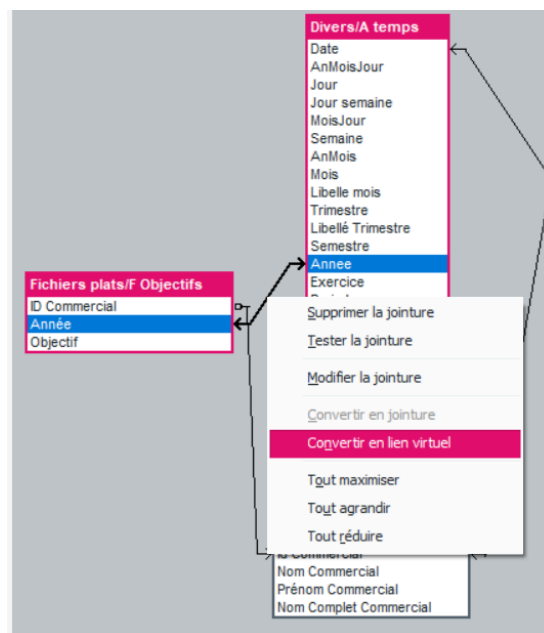 Divers/A temps
Date
AnMoisJour
Jour
Jour semaine
MoisJour
Semaine
AnMois
Mois
Libelle mois
Trimestre
Libellé Trimestre
Semestre
Annee
Exercice
Fichiers plats/F Objectifs
ID Commercial
Année
Objectif
Supprimer la jointure
Tester la jointure
Modifier la jointure
Convertir en jointure
Convertir en lien virtuel
Tout maximiser
Tout agrandir
Tout réduire
ID Commercial
Nom Commercial
Prénom Commercial
Nom Complet Commercial